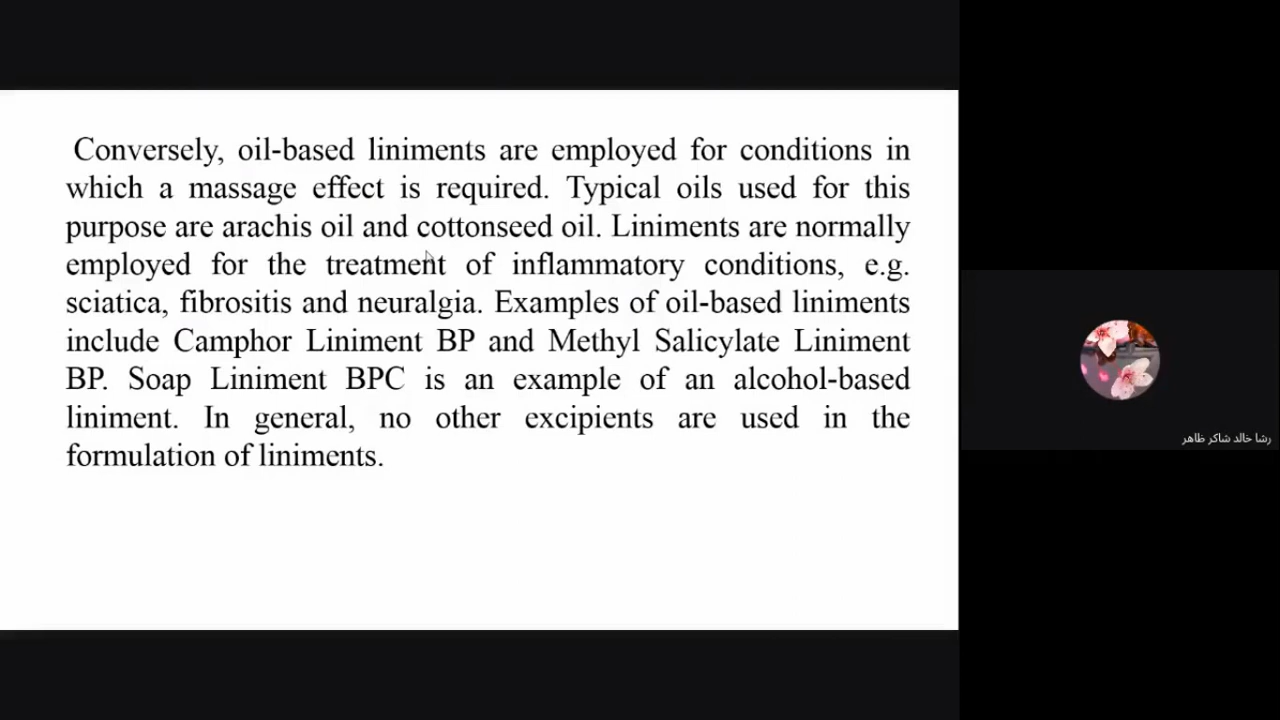 Conversely, oil-based liniments are employed for conditions in
which a massage effect is required. Typical oils used for this
purpose are arachis oil and cottonseed oil. Liniments are normally
employed for the treatment of inflammatory conditions, e.g.
sciatica, fibrositis and neuralgia. Examples of oil-based liniments
include Camphor Liniment BP and Methyl Salicylate Liniment
BP. Soap Liniment BPC is an example of an alcohol-based
liniment. In general, no other excipients are used in the
formulation of liniments.
رشا خالد شاكر ظاهر